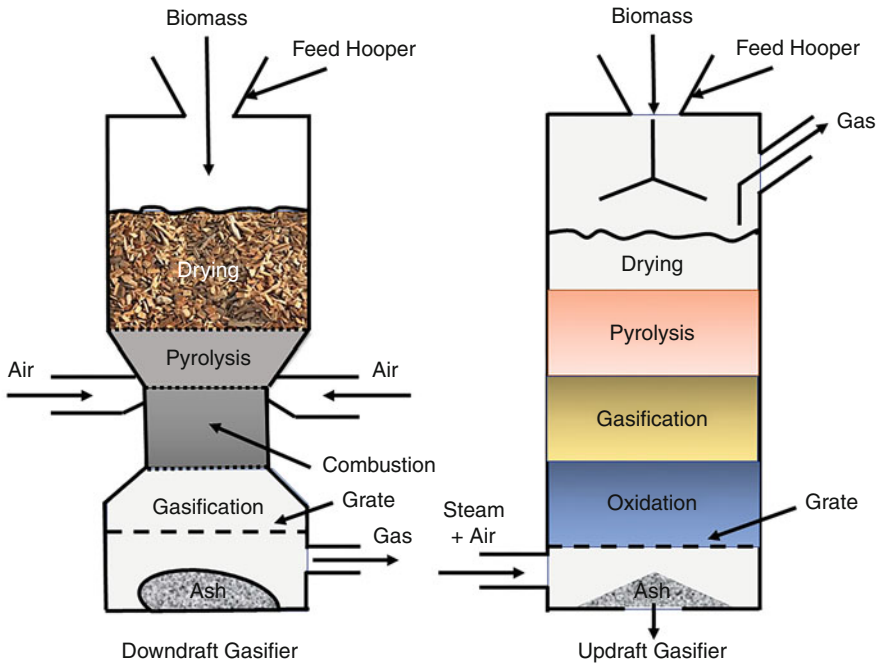 Biomass
Feed Hooper
Drying
Pyrolysis
Air
Air
Combustion
Gasification
Grate
Gas
Ash
Downdraft Gasifier
Biomass
Feed Hooper
Gas
Drying
Pyrolysis
Gasification
Oxidation
Grate
Steam
+ Air
Ash
Updraft Gasifier